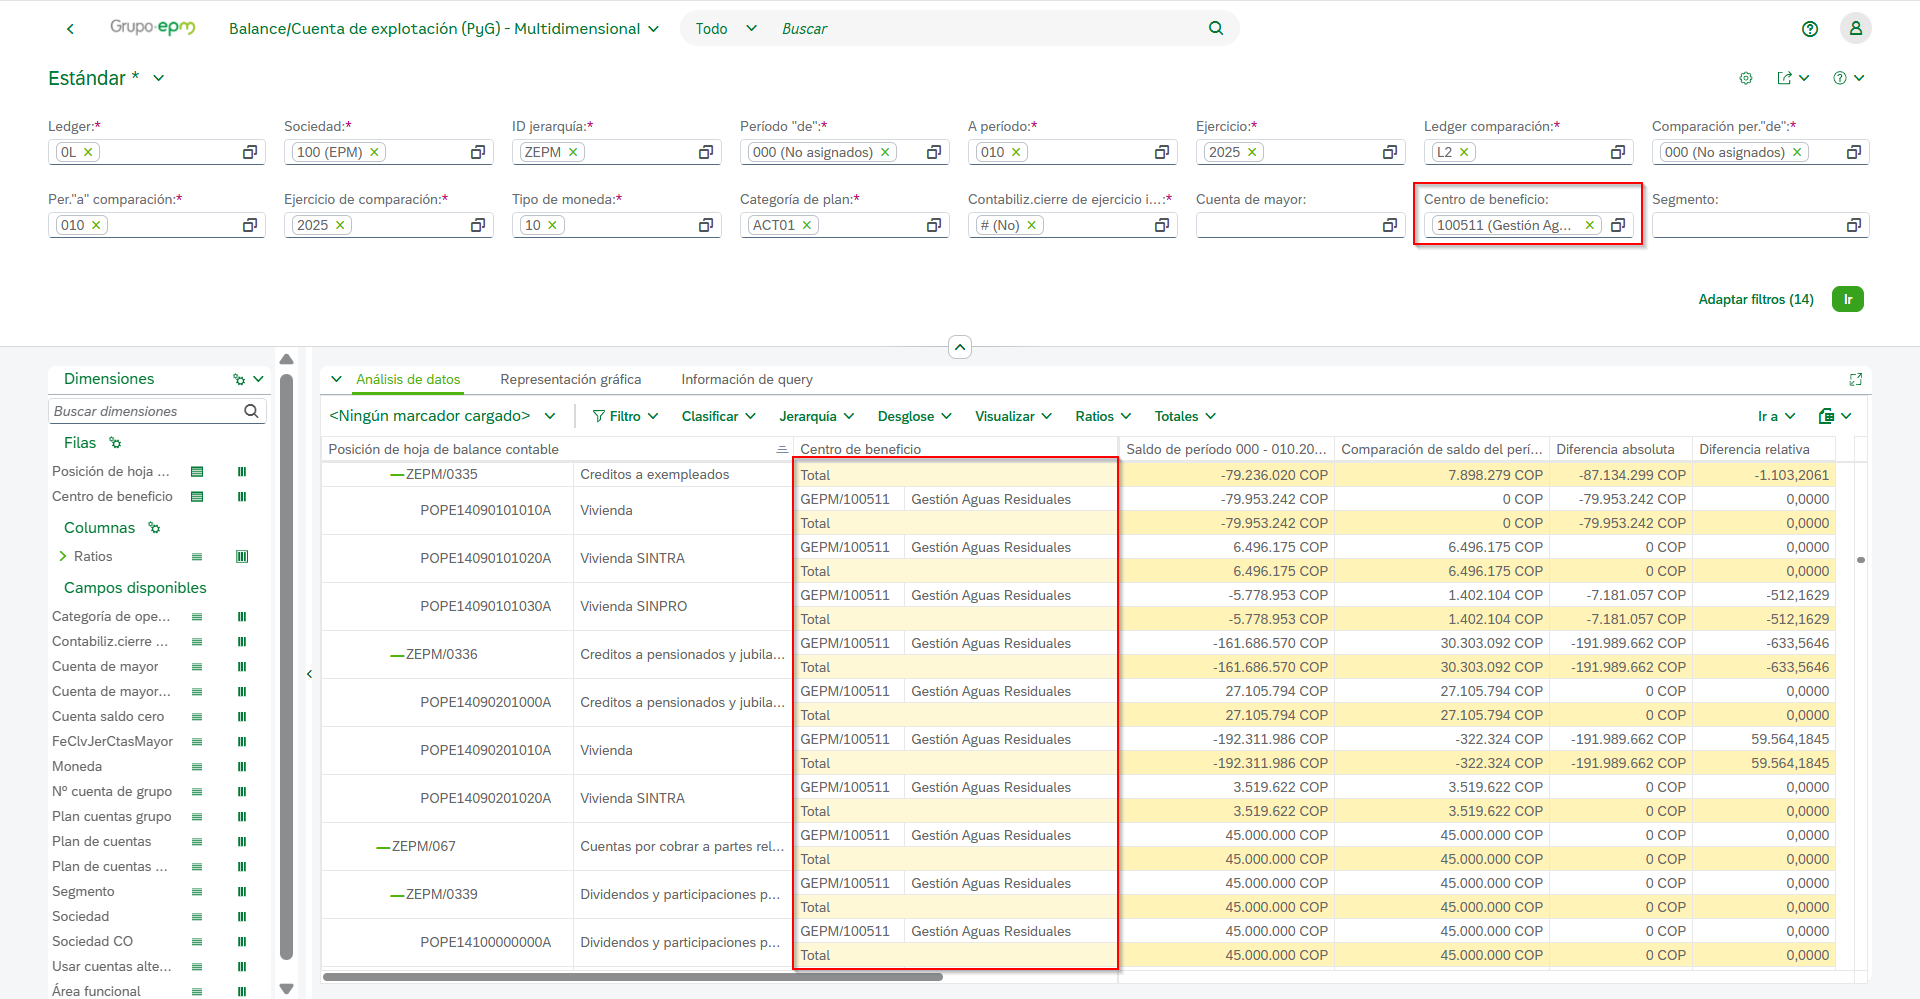 Grupo·epm
Balance/Cuenta de explotación (PyG) - Multidimensional
Todo
Buscar
Estándar *
Ledger:*
Sociedad:*
ID jerarquía:*
Período "de":*
A período:*
Ejercicio:*
Ledger comparación:*
Comparación per."de":*
0L
100 (EPM)
ZEPM
000 (No asignados)
010
2025
L2
000 (No asignados)
Per."a" comparación:*
Ejercicio de comparación:*
Tipo de moneda:*
Categoría de plan:*
Contabiliz.cierre de ejercicio i...:*
Cuenta de mayor:
Centro de beneficio:
Segmento:
010
2025
10
ACT01
# (No)
100511 (Gestión Ag...
Adaptar filtros (14)
Ir
Dimensiones
Buscar dimensiones
Filas
Posición de hoja ...
Centro de beneficio
Columnas
Ratios
Campos disponibles
Categoría de ope...
Contabiliz.cierre ...
Cuenta de mayor
Cuenta de mayor...
Cuenta saldo cero
FeClvJerCtasMayor
Moneda
Nº cuenta de grupo
Plan cuentas grupo
Plan de cuentas
Plan de cuentas ...
Segmento
Sociedad
Sociedad CO
Usar cuentas alte...
Área funcional
Análisis de datos
Representación gráfica
Información de query
<Ningún marcador cargado>
Filtro
Clasificar
Jerarquía
Desglose
Visualizar
Ratios
Totales
Ir a
Posición de hoja de balance contable Centro de beneficio Saldo de período 000 - 010.20... Comparación de saldo del perí... Diferencia absoluta Diferencia relativa
ZEPM/0335 Creditos a exempleados Total -79.236.020 COP 7.898.279 COP -87.134.299 COP -1.103,2061
POPE14090101010A Vivienda GEPM/100511 Gestión Aguas Residuales -79.953.242 COP 0 COP -79.953.242 COP 0,0000
Total -79.953.242 COP 0 COP -79.953.242 COP 0,0000
POPE14090101020A Vivienda SINTRA GEPM/100511 Gestión Aguas Residuales 6.496.175 COP 6.496.175 COP 0 COP 0,0000
Total 6.496.175 COP 6.496.175 COP 0 COP 0,0000
POPE14090101030A Vivienda SINPRO GEPM/100511 Gestión Aguas Residuales -5.778.953 COP 1.402.104 COP -7.181.057 COP -512,1629
Total -5.778.953 COP 1.402.104 COP -7.181.057 COP -512,1629
ZEPM/0336 Creditos a pensionados y jubila... GEPM/100511 Gestión Aguas Residuales -161.686.570 COP 30.303.092 COP -191.989.662 COP -633,5646
Total -161.686.570 COP 30.303.092 COP -191.989.662 COP -633,5646
POPE14090201000A Creditos a pensionados y jubila... GEPM/100511 Gestión Aguas Residuales 27.105.794 COP 27.105.794 COP 0 COP 0,0000
Total 27.105.794 COP 27.105.794 COP 0 COP 0,0000
POPE14090201010A Vivienda GEPM/100511 Gestión Aguas Residuales -192.311.986 COP -322.324 COP -191.989.662 COP 59.564,1845
Total -192.311.986 COP -322.324 COP -191.989.662 COP 59.564,1845
POPE14090201020A Vivienda SINTRA GEPM/100511 Gestión Aguas Residuales 3.519.622 COP 3.519.622 COP 0 COP 0,0000
Total 3.519.622 COP 3.519.622 COP 0 COP 0,0000
ZEPM/067 Cuentas por cobrar a partes rel... GEPM/100511 Gestión Aguas Residuales 45.000.000 COP 45.000.000 COP 0 COP 0,0000
Total 45.000.000 COP 45.000.000 COP 0 COP 0,0000
ZEPM/0339 Dividendos y participaciones p... GEPM/100511 Gestión Aguas Residuales 45.000.000 COP 45.000.000 COP 0 COP 0,0000
Total 45.000.000 COP 45.000.000 COP 0 COP 0,0000
POPE14100000000A Dividendos y participaciones p... GEPM/100511 Gestión Aguas Residuales 45.000.000 COP 45.000.000 COP 0 COP 0,0000
Total 45.000.000 COP 45.000.000 COP 0 COP 0,0000